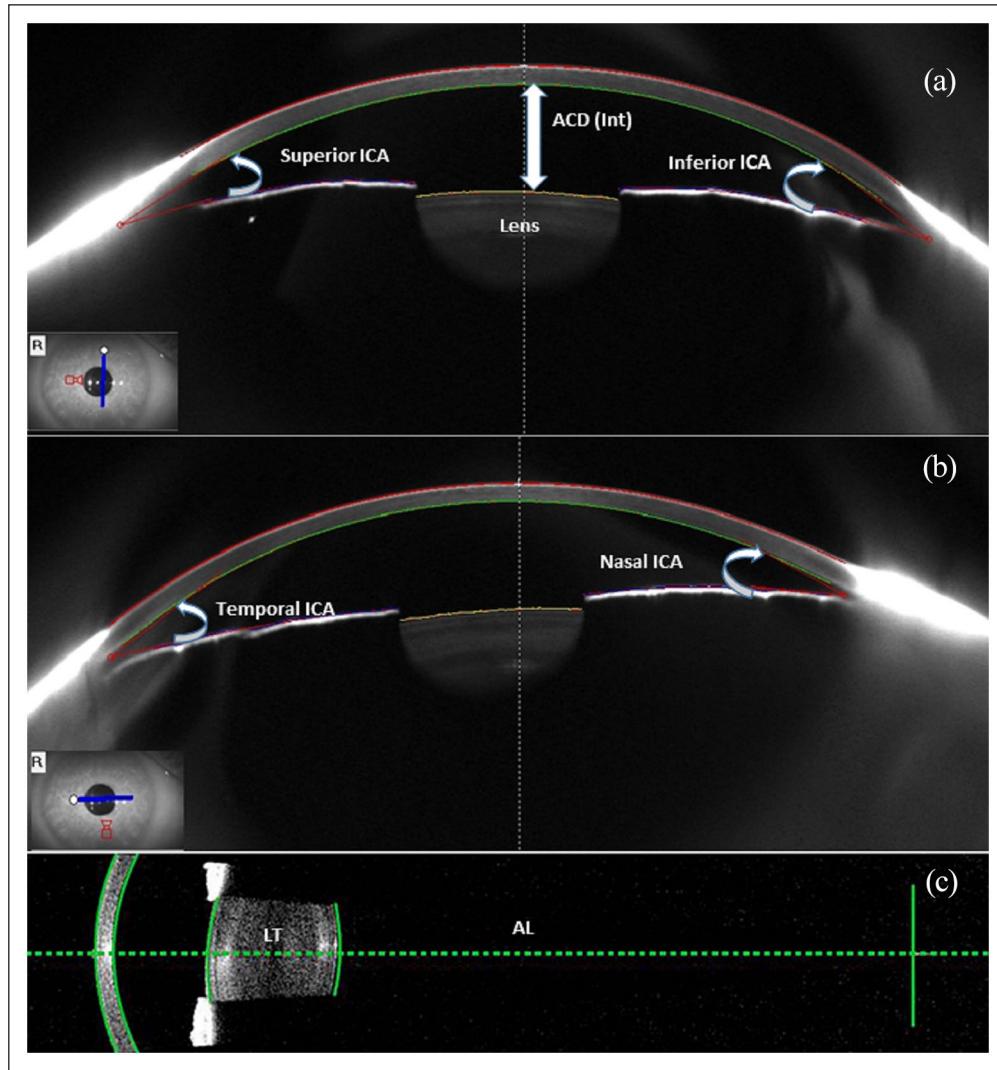 (a)
ACD (Int)
Superior ICA
Inferior ICA
Lens
R
(b)
Nasal ICA
Temporal ICA
R
(c)
LT
AL